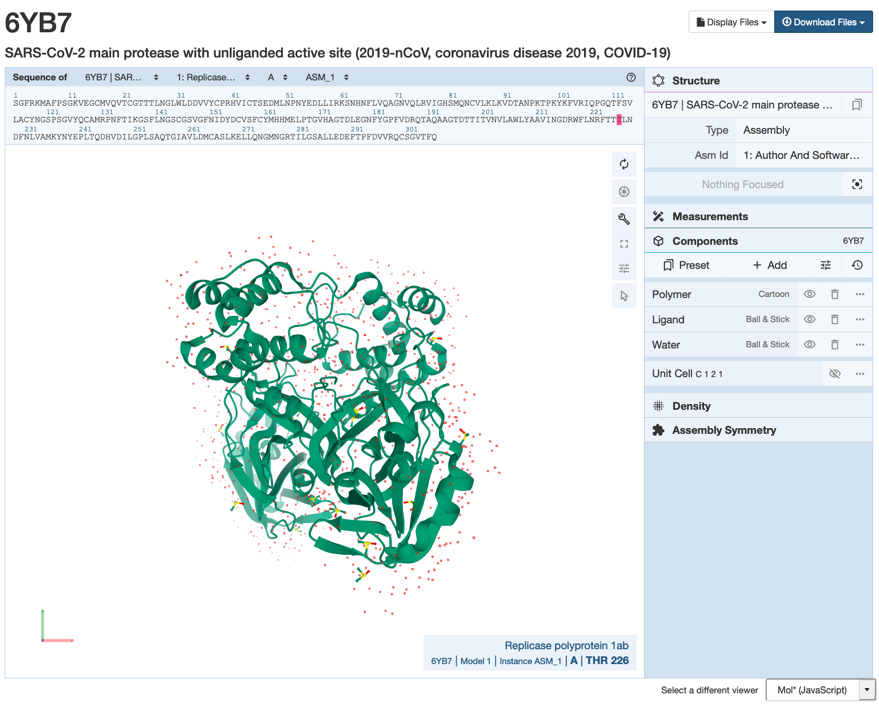 6YB7
Display Files
Download Files
SARS-CoV-2 main protease with unliganded active site (2019-nCoV, coronavirus disease 2019, COVID-19)
Sequence of 6YB7 | SAR... 1: Replicase... A ASM_1
1 11 21 31 41 51 61 71 81 91 101 111
SGFRKMAFPSGKVEGCMVQVTCGTTTLNGLWLDDVVYCPRHVICTSEDMLNPNYEDLLIRKSNHNFLVQAGNVQLRVIGHSMQNCVLKLKVDTANPKTPKYKFVRIQPGQTFSV
121 131 141 151 161 171 181 191 201 211 221
LACYNGSPSGVYQCAMRPNFTIKGSFLNGSCGSVGFNIDYDCVSFCYMHHMELPTGVHAGTDLEGNFYGPFVDRQTAQAAGTDTTITVNVLAWLYAAVINGDRWFLNRFTTTLN
231 241 251 261 271 281 291 301
DFNLVAMKYNYEPLTQDHVDILGPLSAQTGIAVLDMCASLKELLQNGMNGRTILGSALLEDEFTPFDVVRQCSGVTFQ
Replicase polyprotein 1ab
6YB7 | Model 1 | Instance ASM_1 | A | THR 226
Structure
6YB7 | SARS-CoV-2 main protease ...
Type Assembly
Asm Id 1: Author And Softwar...
Nothing Focused
Measurements
Components 6YB7
Preset + Add
Polymer Cartoon
Ligand Ball & Stick
Water Ball & Stick
Unit Cell C 1 2 1
Density
Assembly Symmetry
Select a different viewer Mol* (JavaScript)